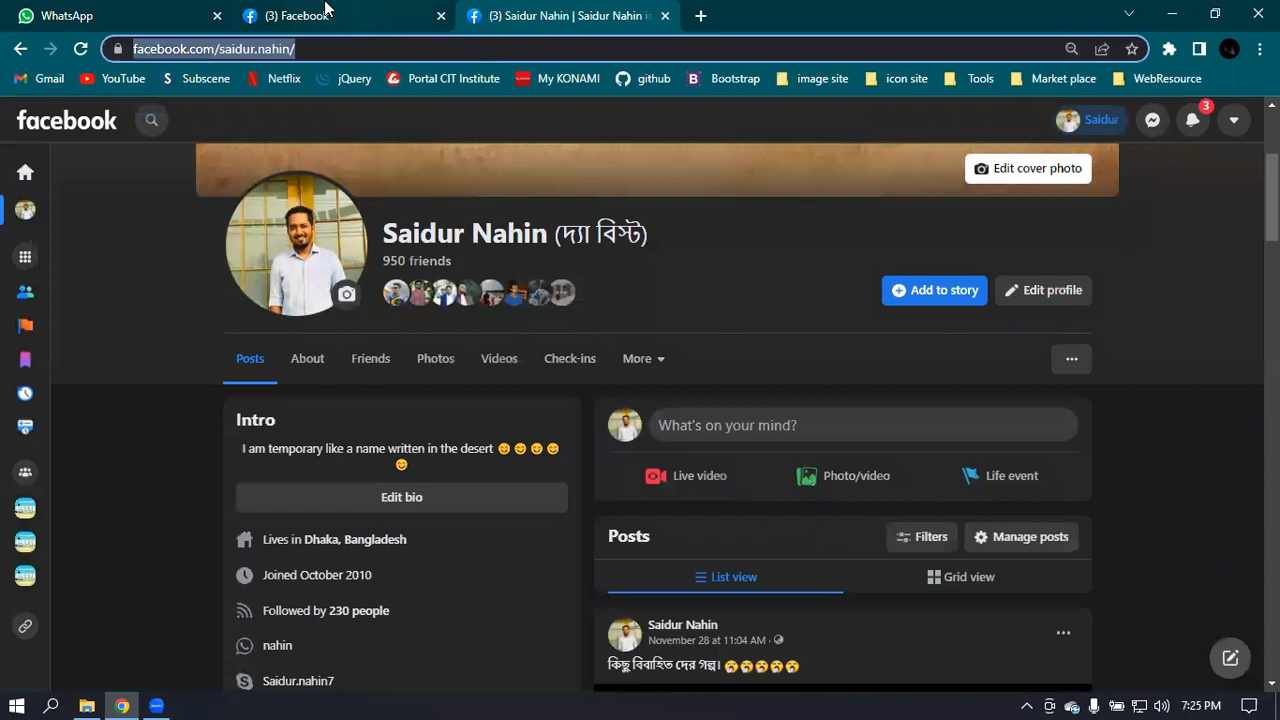 WhatsApp
(3) Facebook
(3) Saidur Nahin | Saidur Nahin is
facebook.com/saidur.nahin/
Gmail YouTube Subscene Netflix jQuery Portal CIT Institute My KONAMI github Bootstrap image site icon site Tools Market place WebResource
facebook
Saidur
3
Edit cover photo
Saidur Nahin (দ্যা বিস্ট)
950 friends
Add to story
Edit profile
Posts About Friends Photos Videos Check-ins More
Intro
I am temporary like a name written in the desert 😊 😊 😊 😊
😊
Edit bio
Lives in Dhaka, Bangladesh
Joined October 2010
Followed by 230 people
nahin
Saidur.nahin7
What's on your mind?
Live video Photo/video Life event
Posts
Filters Manage posts
List view Grid view
Saidur Nahin
November 28 at 11:04 AM ·
কিছু বিবাহিত দের গল্প। 😭😭😭😭😭
7:25 PM